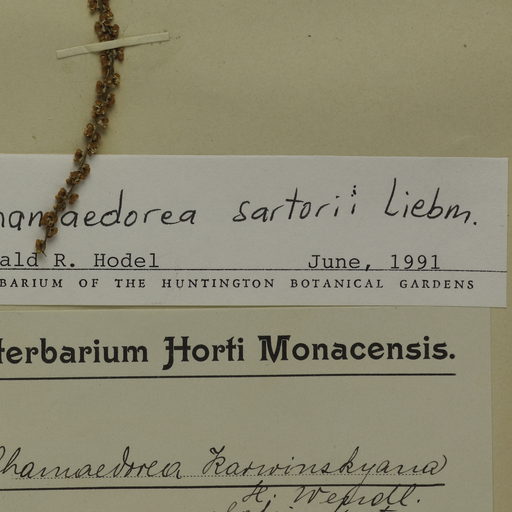 hamaedorea sartorii Liebm.
ald R. Hodel June, 1991
BARIUM OF THE HUNTINGTON BOTANICAL GARDENS
Herbarium Horti Monacensis.
Chamaedorea Karwinskyana
H. Wendl.